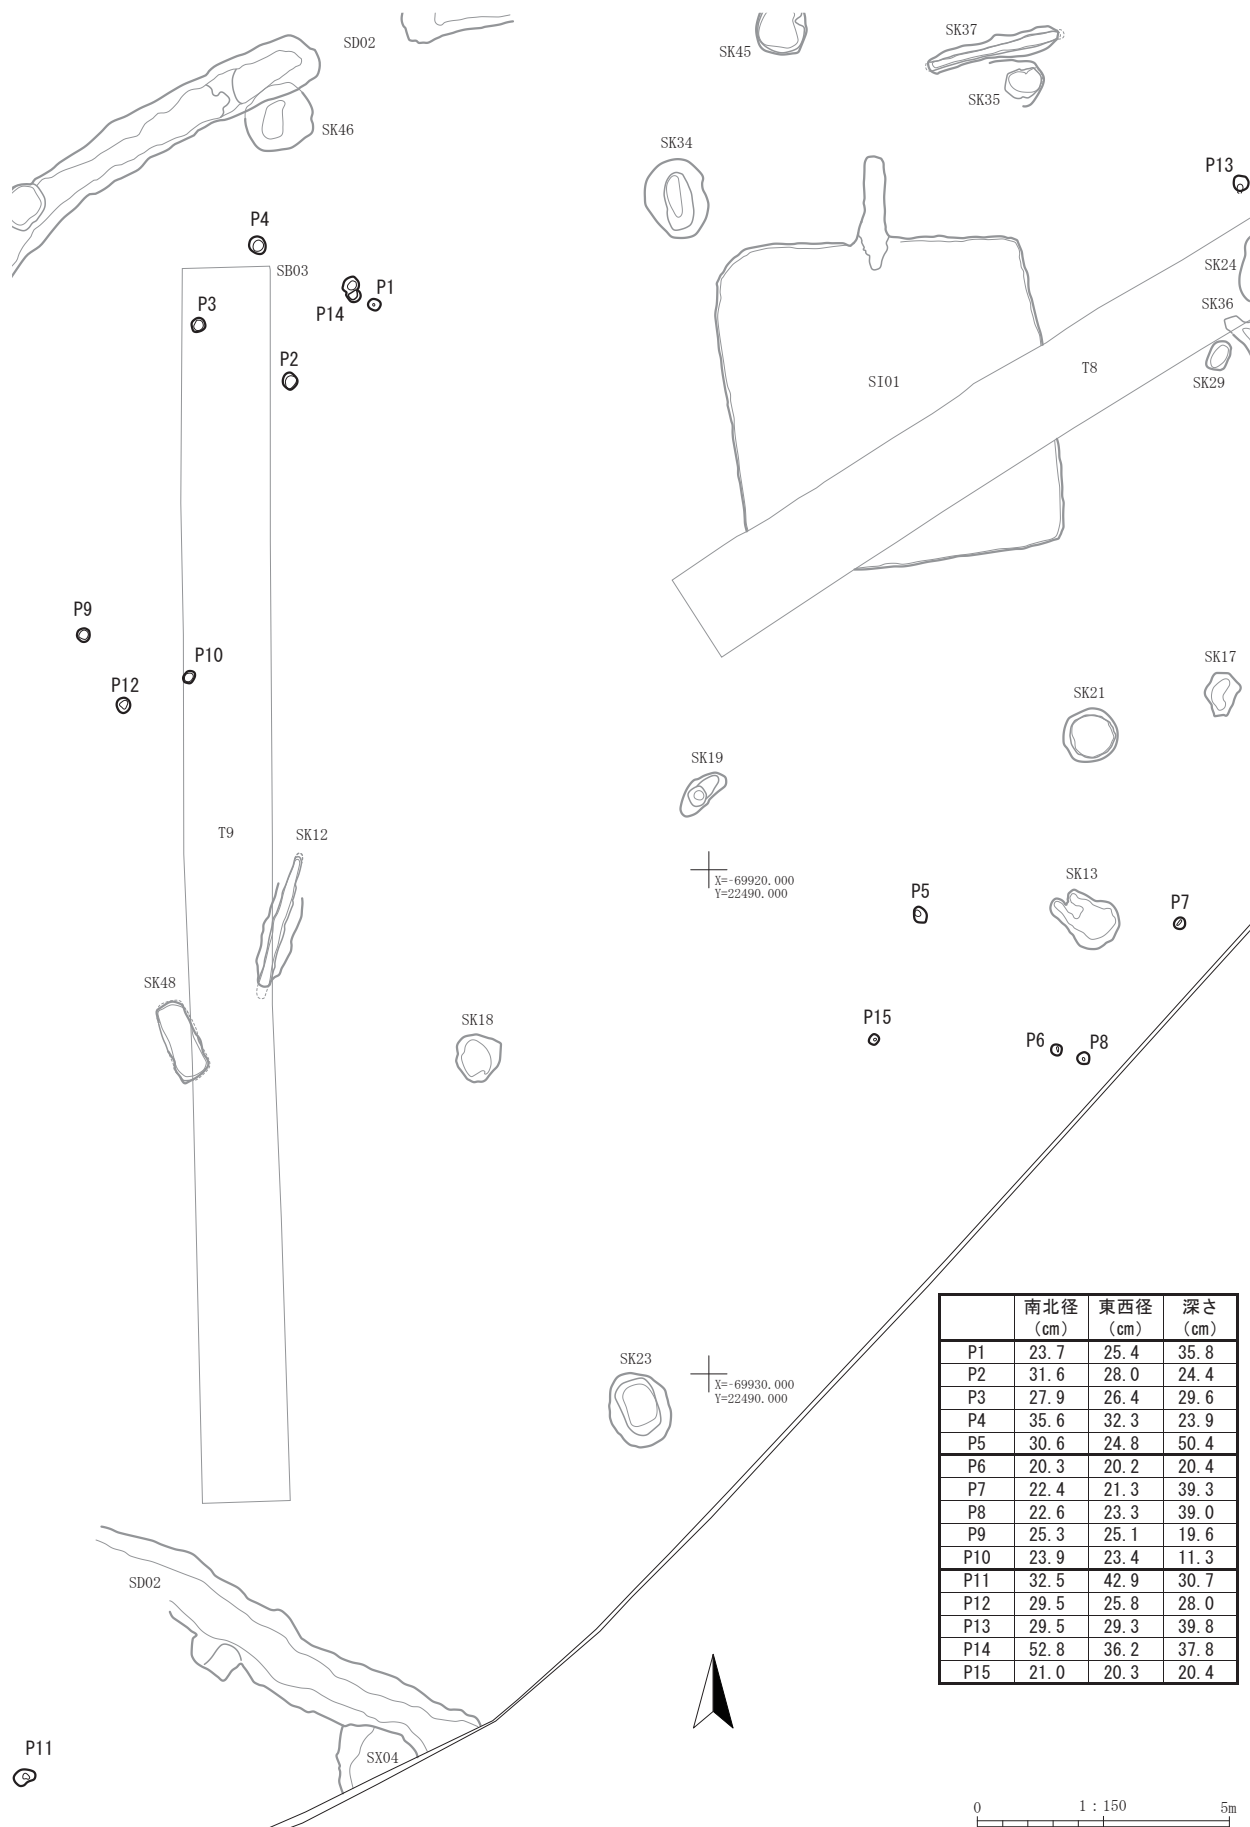 SD02
SK45
SK37
SK35
SK46
SK34
P13
P4
SK24
SB03
P1
P3
P14
SK36
P2
T8
SI01
SK29
P9
P10
SK17
P12
SK21
SK19
T9
SK12
SK13
X=-69920.000
Y=22490.000
P5
P7
SK48
P15
SK18
P6
P8
SK23
X=-69930.000
Y=22490.000
南北径 東西径 深さ
(㎝) (㎝) (㎝)
P1 23.7 25.4 35.8
P2 31.6 28.0 24.4
P3 27.9 26.4 29.6
P4 35.6 32.3 23.9
P5 30.6 24.8 50.4
P6 20.3 20.2 20.4
P7 22.4 21.3 39.3
P8 22.6 23.3 39.0
P9 25.3 25.1 19.6
P10 23.9 23.4 11.3
P11 32.5 42.9 30.7
P12 29.5 25.8 28.0
P13 29.5 29.3 39.8
P14 52.8 36.2 37.8
P15 21.0 20.3 20.4
SD02
P11
SX04
0 1：150 5m